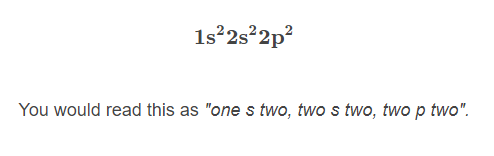 1s²2s²2p²
You would read this as "one s two, two s two, two p two".